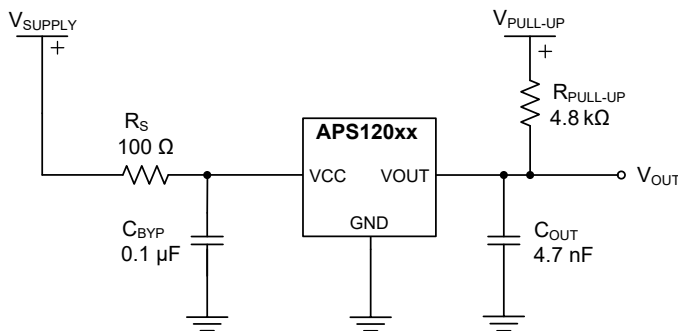 VSUPPLY
+
VPULL-UP
+
RPULL-UP
4.8 kΩ
RS
100 Ω
APS120xx
VCC
VOUT
VOUT
GND
CBYP
0.1 µF
COUT
4.7 nF